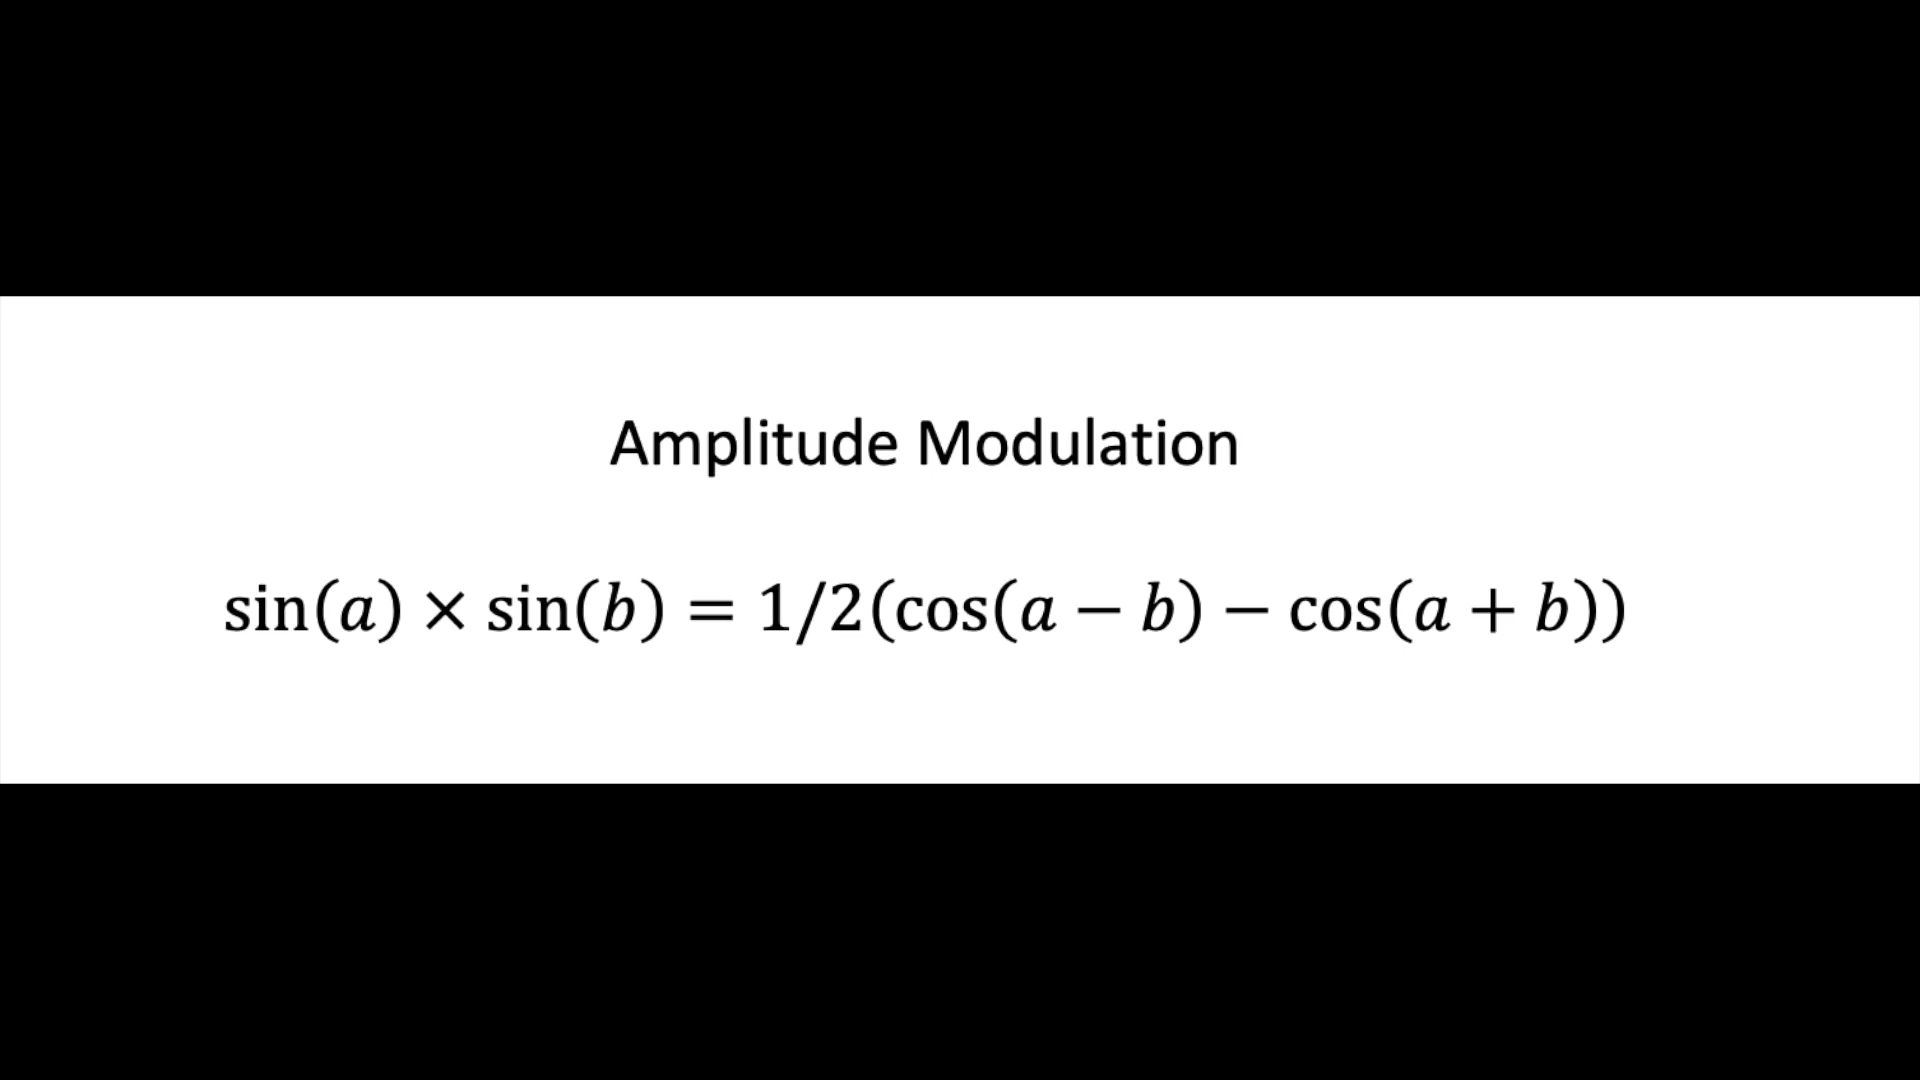 Amplitude Modulation
sin(a) × sin(b) = 1/2(cos(a − b) − cos(a + b))